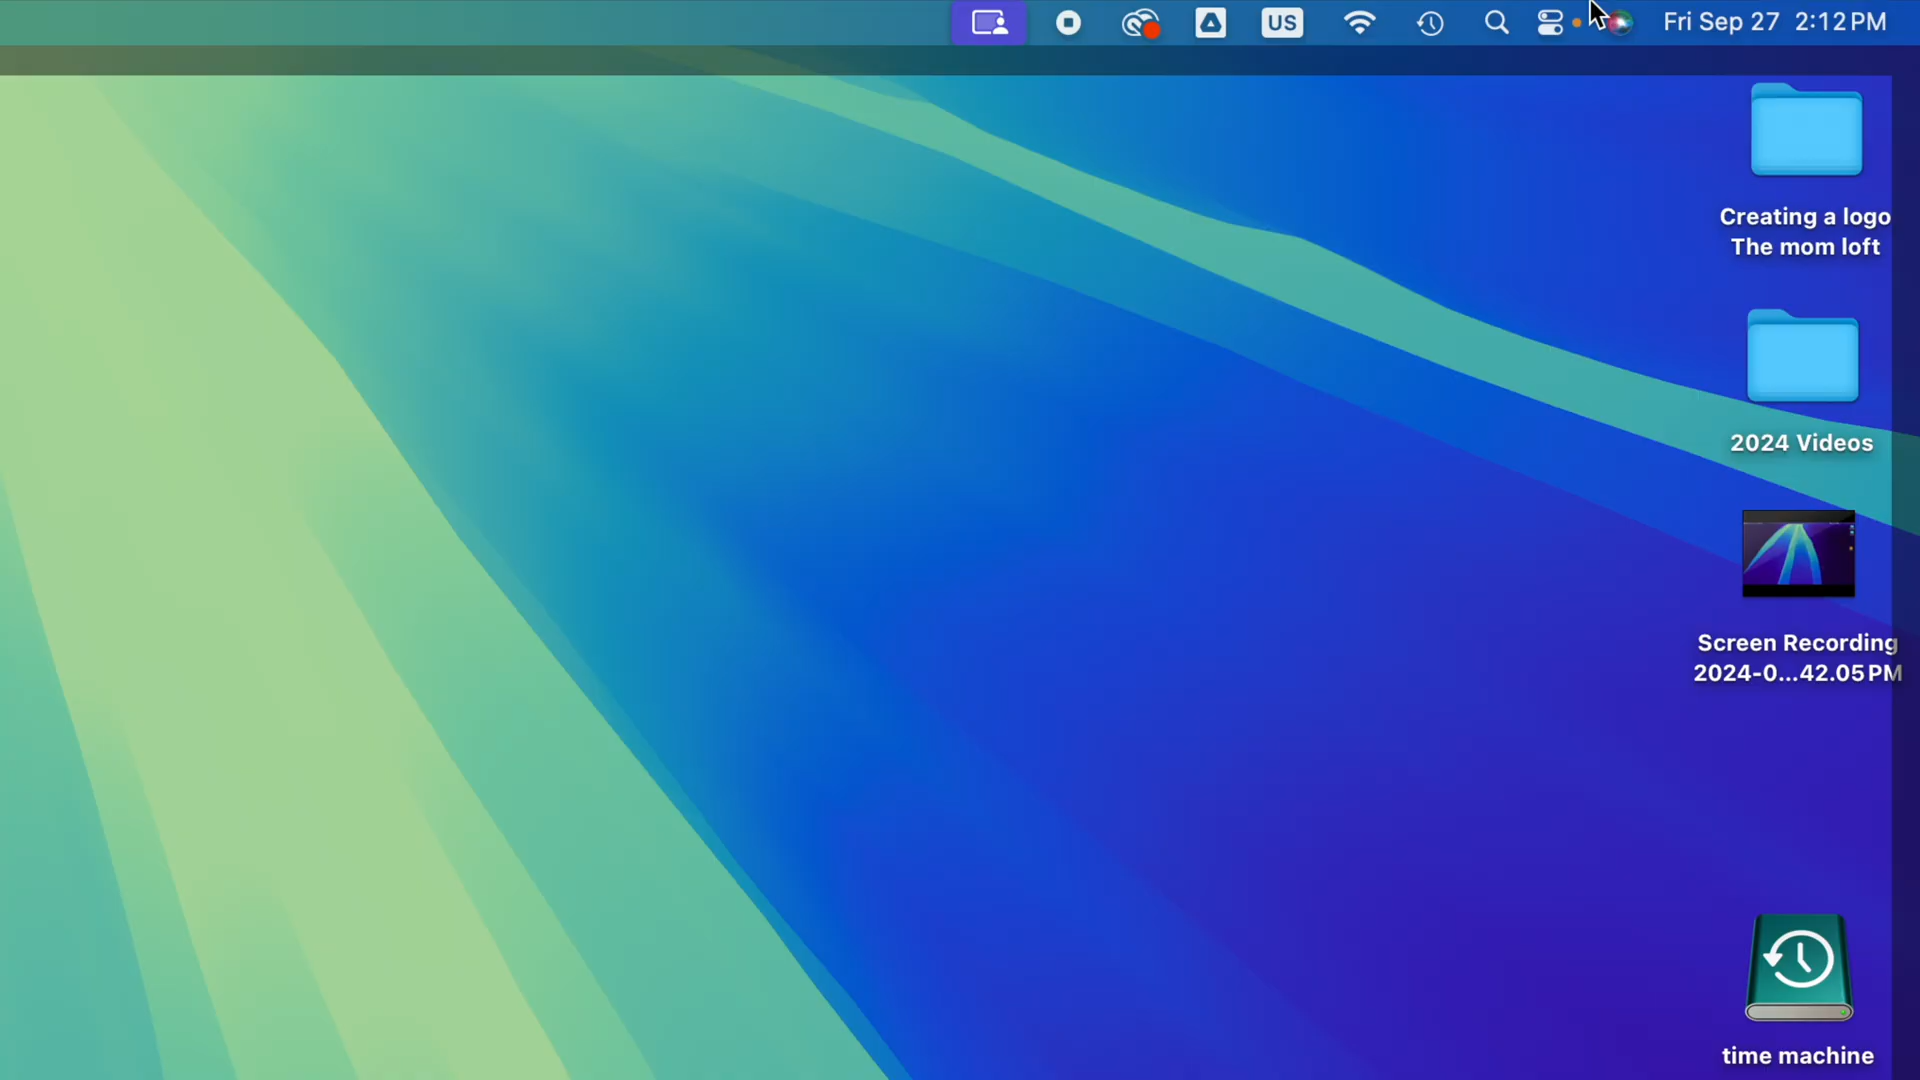 US
Fri Sep 27 2:12 PM
Creating a logo
The mom loft
2024 Videos
Screen Recording
2024-0...42.05 PM
time machine